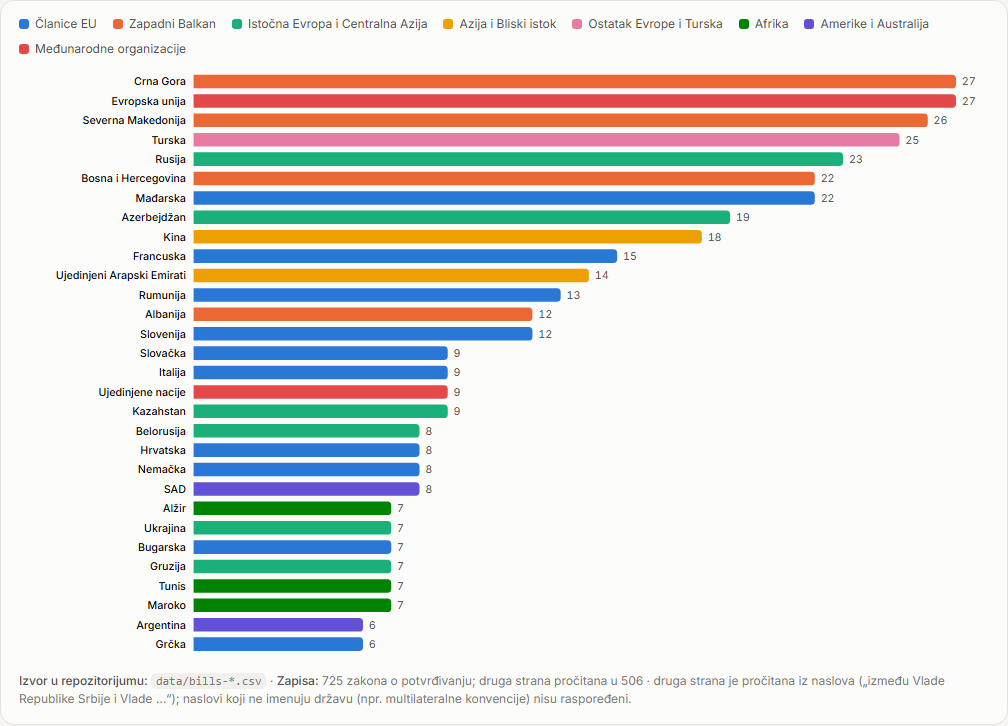 Članice EU Zapadni Balkan Istočna Evropa i Centralna Azija Azija i Bliski istok Ostatak Evrope i Turska Afrika Amerike i Australija
Međunarodne organizacije
Crna Gora 27
Evropska unija 27
Severna Makedonija 26
Turska 25
Rusija 23
Bosna i Hercegovina 22
Mađarska 22
Azerbejdžan 19
Kina 18
Francuska 15
Ujedinjeni Arapski Emirati 14
Rumunija 13
Albanija 12
Slovenija 12
Slovačka 9
Italija 9
Ujedinjene nacije 9
Kazahstan 9
Belorusija 8
Hrvatska 8
Nemačka 8
SAD 8
Alžir 7
Ukrajina 7
Bugarska 7
Gruzija 7
Tunis 7
Maroko 7
Argentina 6
Grčka 6
Izvor u repozitorijumu: data/bills-*.csv · Zapisa: 725 zakona o potvrđivanju; druga strana pročitana u 506 · druga strana je pročitana iz naslova („između Vlade
Republike Srbije i Vlade …“); naslovi koji ne imenuju državu (npr. multilateralne konvencije) nisu raspoređeni.